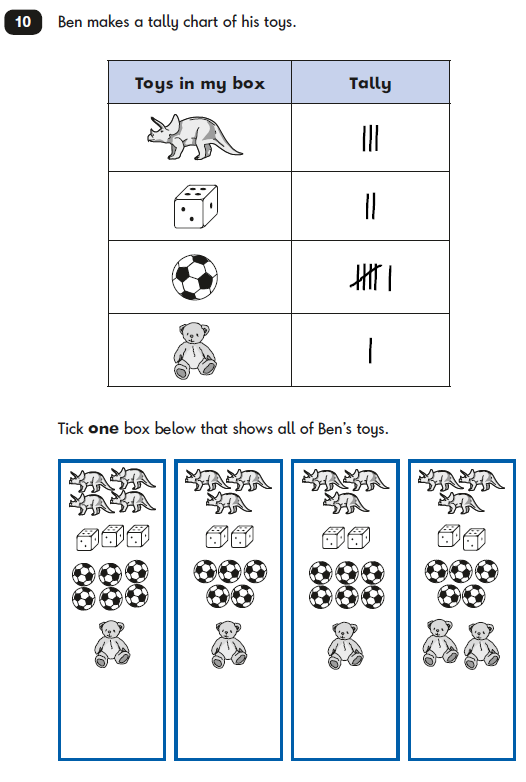 10 Ben makes a tally chart of his toys.
Toys in my box Tally
Tick one box below that shows all of Ben's toys.